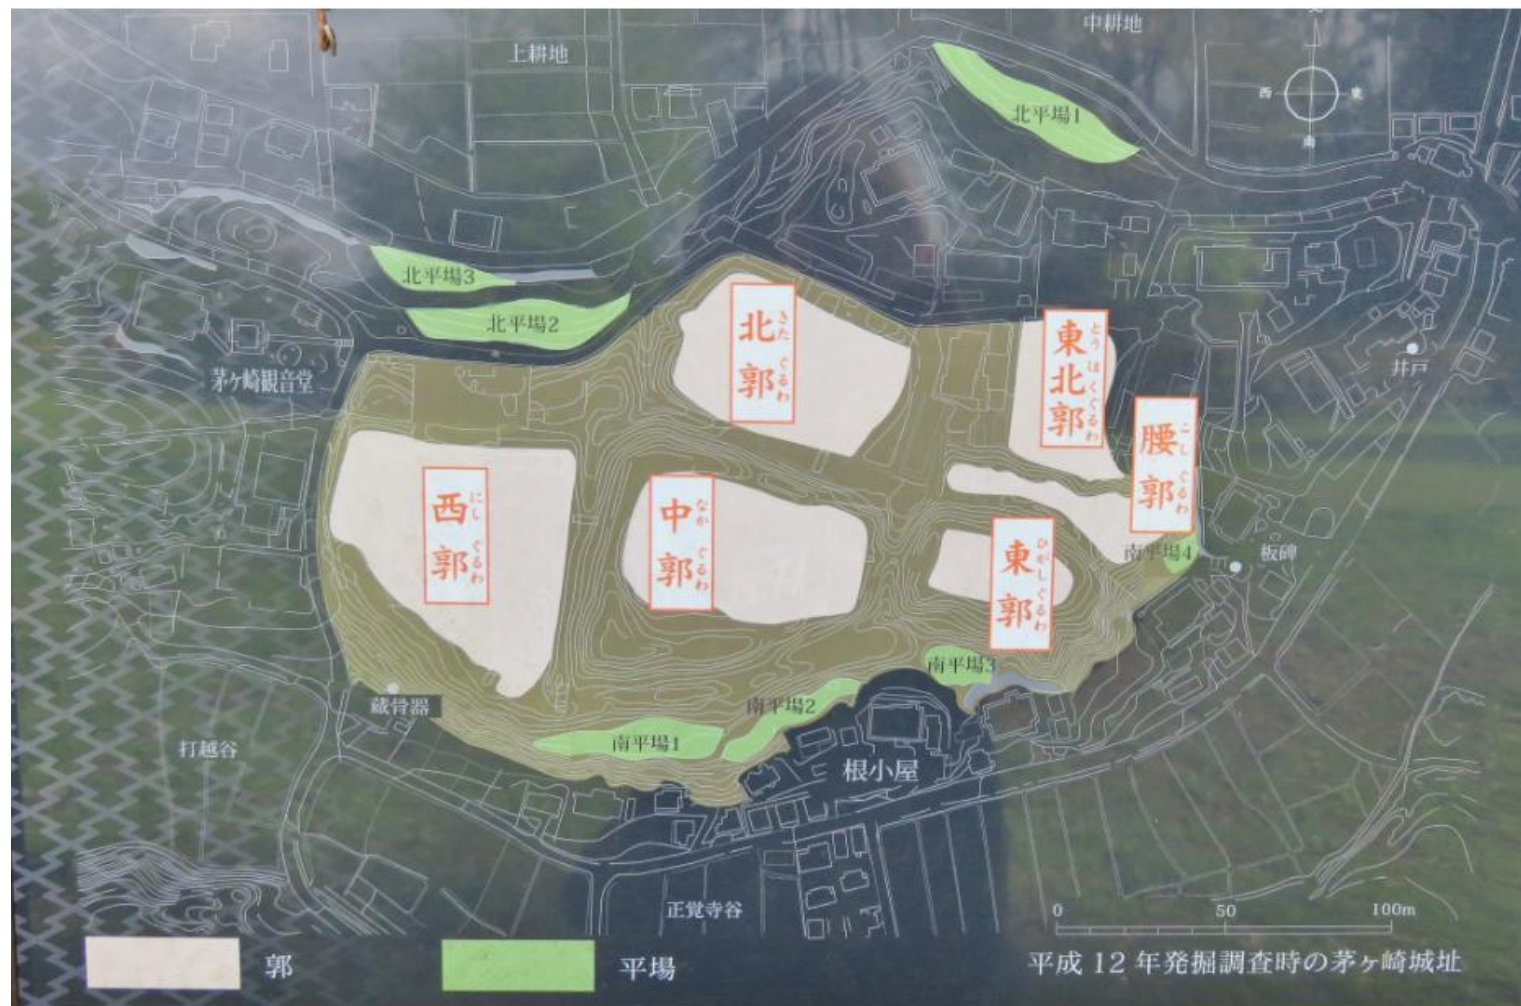 中耕地
上耕地
北
西 東
南
北平場1
北平場3
北平場2
北郭
きたぐるわ
東北郭
とうほくぐるわ
茅ヶ崎観音堂
井戸
腰郭
こしぐるわ
西郭
にしぐるわ
中郭
なかぐるわ
東郭
ひがしぐるわ
南平場4
板碑
南平場3
蔵骨器
南平場2
打越谷
南平場1
根小屋
正覚寺谷
0 50 100m
郭
平場
平成 12 年発掘調査時の茅ヶ崎城址